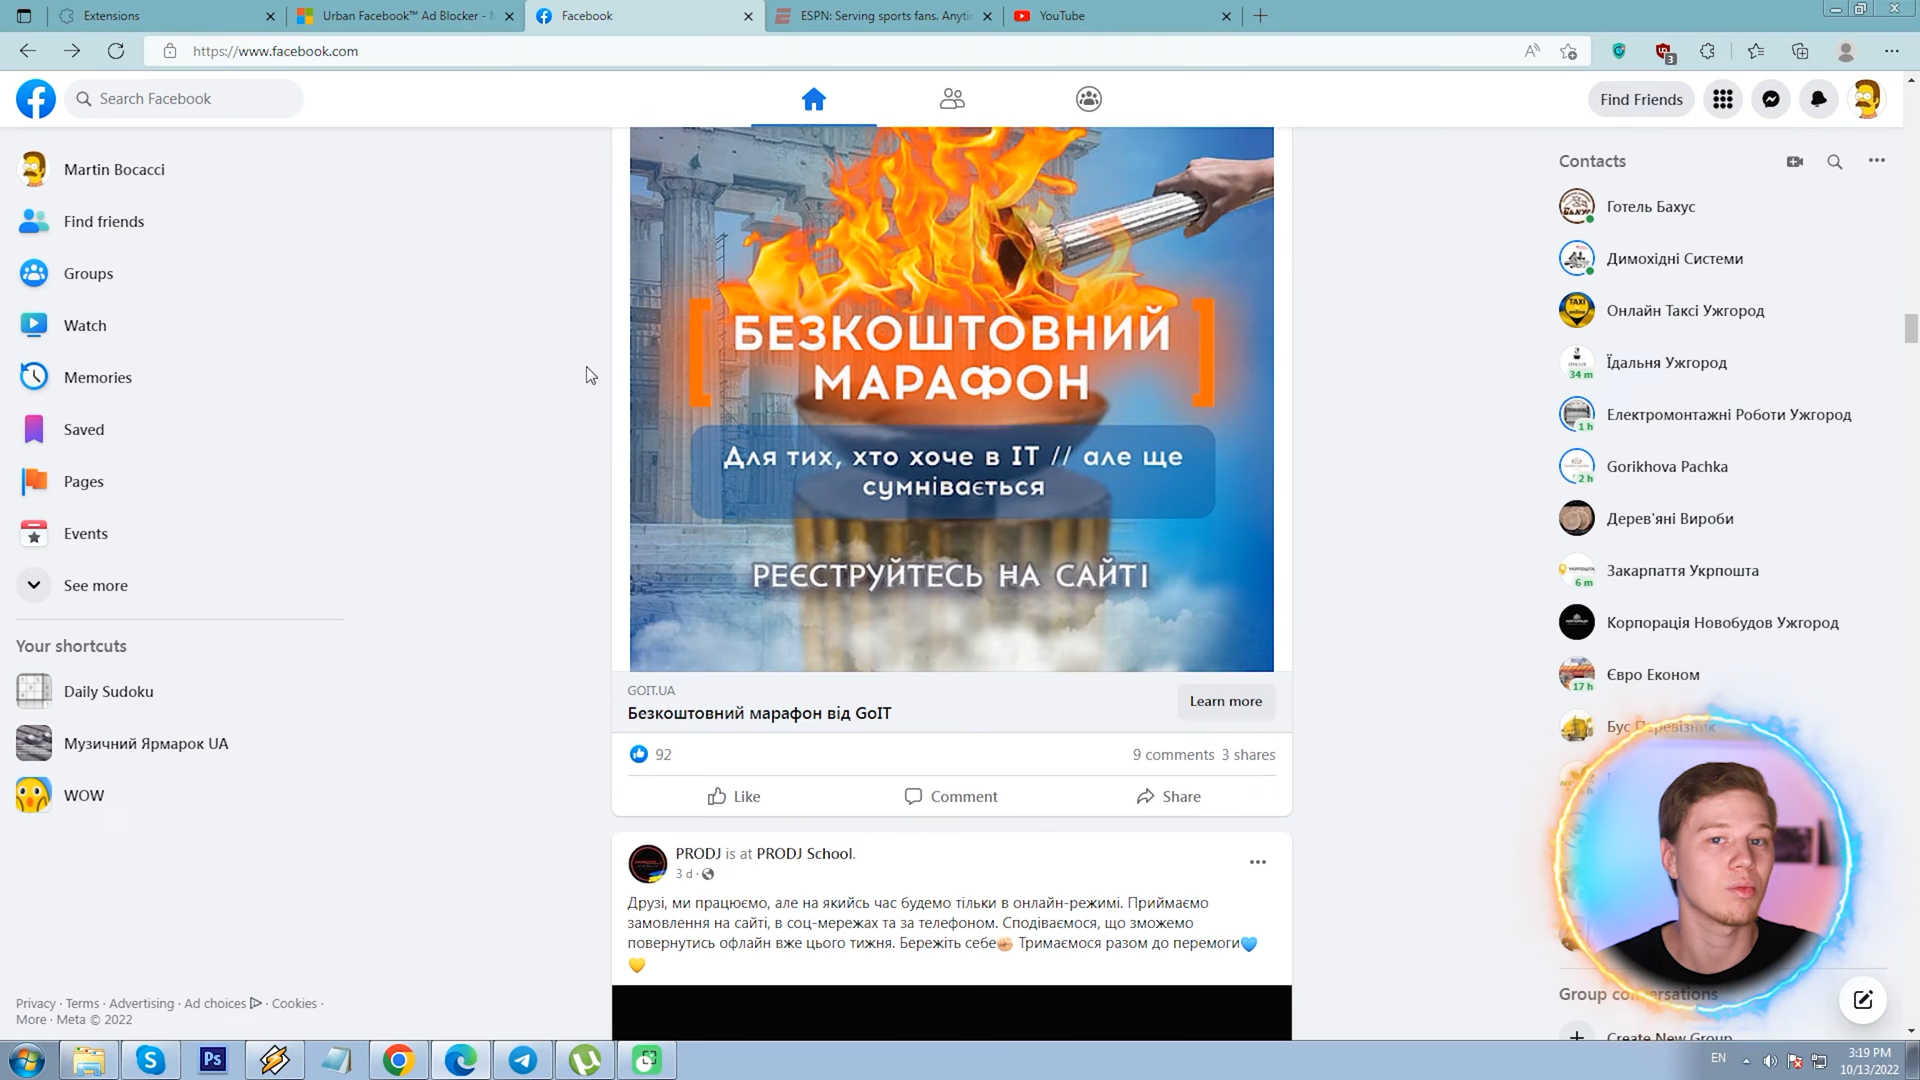 Extensions
Urban Facebook™ Ad Blocker -
Facebook
ESPN: Serving sports fans. Anyti
YouTube
https://www.facebook.com
3
Search Facebook
Find Friends
Martin Bocacci
Find friends
Groups
Watch
Memories
Saved
Pages
Events
See more
Your shortcuts
Daily Sudoku
Музичний Ярмарок UA
WOW
Privacy · Terms · Advertising · Ad choices · Cookies ·
More · Meta © 2022
БЕЗКОШТОВНИЙ
МАРАФОН
Для тих, хто хоче в IT // але ще
сумнівається
РЕЄСТРУЙТЕСЬ НА САЙТІ
GOIT.UA
Безкоштовний марафон від GoIT
Learn more
92
9 comments 3 shares
Like
Comment
Share
PRODJ is at PRODJ School.
3 d ·
Друзі, ми працюємо, але на якийсь час будемо тільки в онлайн-режимі. Приймаємо
замовлення на сайті, в соц-мережах та за телефоном. Сподіваємося, що зможемо
повернутись офлайн вже цього тижня. Бережіть себе✊🏼 Тримаємося разом до перемоги💙
💛
Contacts
Готель Бахус
Димохідні Системи
TAXI
online
Онлайн Таксі Ужгород
34 m
Їдальня Ужгород
1 h
Електромонтажні Роботи Ужгород
2 h
Gorikhova Pachka
Дерев'яні Вироби
6 m
Закарпаття Укрпошта
Корпорація Новобудов Ужгород
17 h
Євро Економ
Бус Перевізник
Group conversations
Create New Group
Ps
EN
3:19 PM
10/13/2022